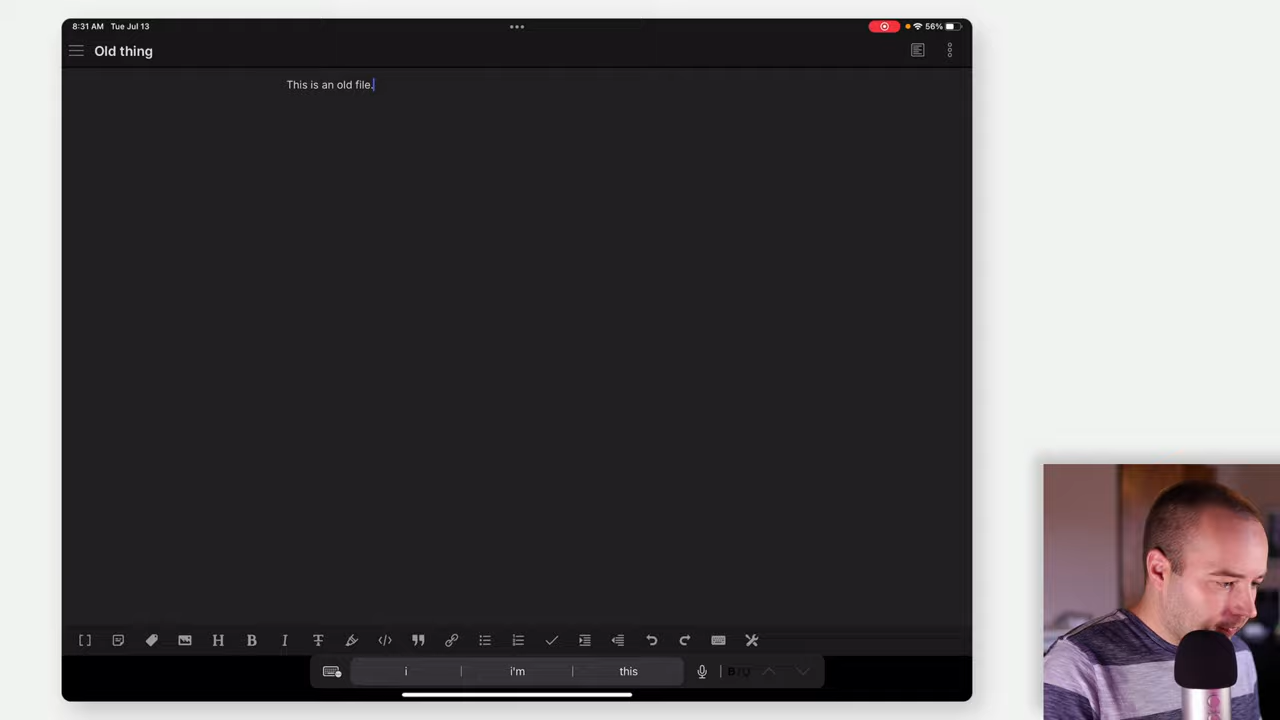 8:31 AM Tue Jul 13
56%
Old thing
This is an old file.
H B I T
i i'm this
B I U